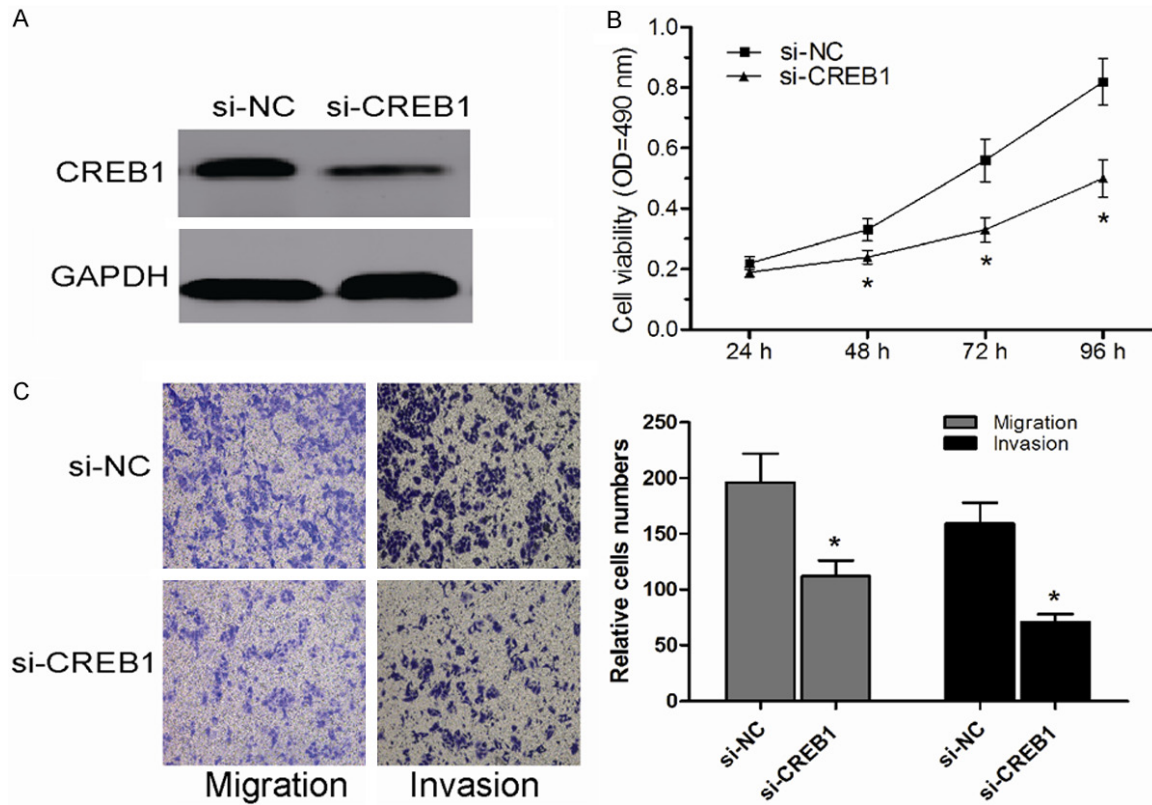 A
si-NC si-CREB1
CREB1
GAPDH
B
Cell viability (OD=490 nm)
1.0
0.8
0.6
0.4
0.2
0.0
si-NC
si-CREB1
*
*
*
24 h 48 h 72 h 96 h
C
si-NC
si-CREB1
Migration Invasion
Relative cells numbers
250
200
150
100
50
0
Migration
Invasion
*
*
si-NC
si-CREB1
si-NC
si-CREB1